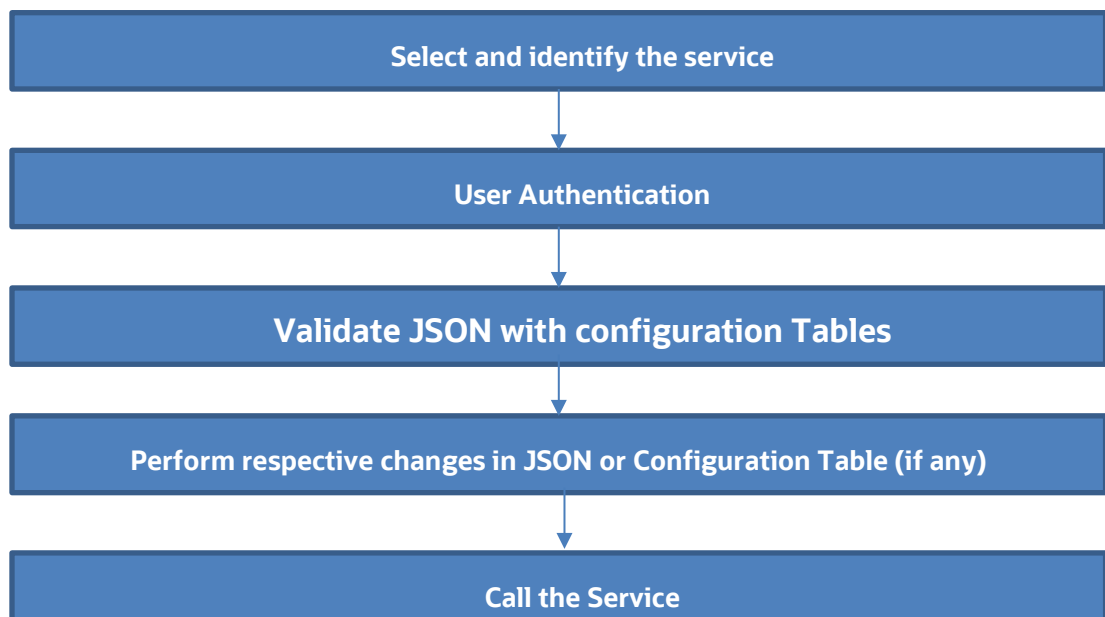 Select and identify the service
User Authentication
Validate JSON with configuration Tables
Perform respective changes in JSON or Configuration Table (if any)
Call the Service